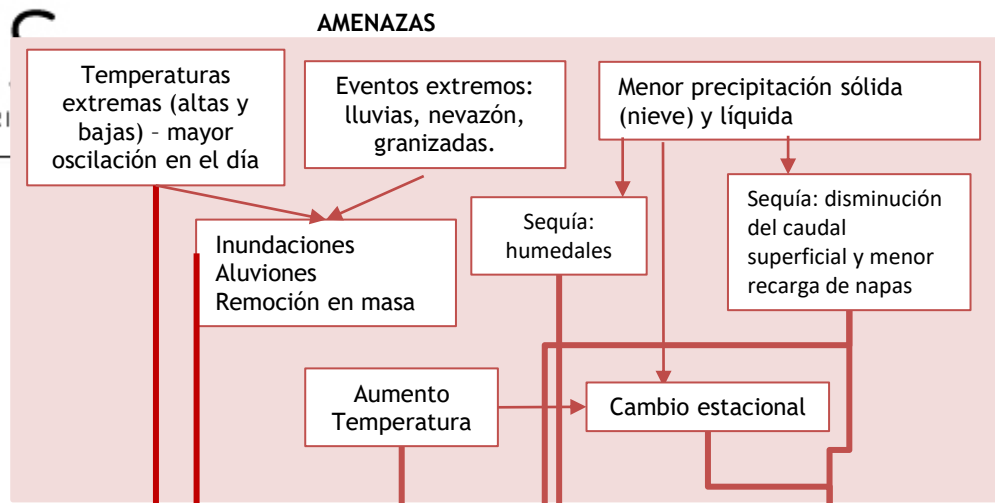 AMENAZAS
Temperaturas
extremas (altas y
bajas) – mayor
oscilación en el día
Eventos extremos:
lluvias, nevazón,
granizadas.
Menor precipitación sólida
(nieve) y líquida
Inundaciones
Aluviones
Remoción en masa
Sequía:
humedales
Sequía: disminución
del caudal
superficial y menor
recarga de napas
Aumento
Temperatura
Cambio estacional